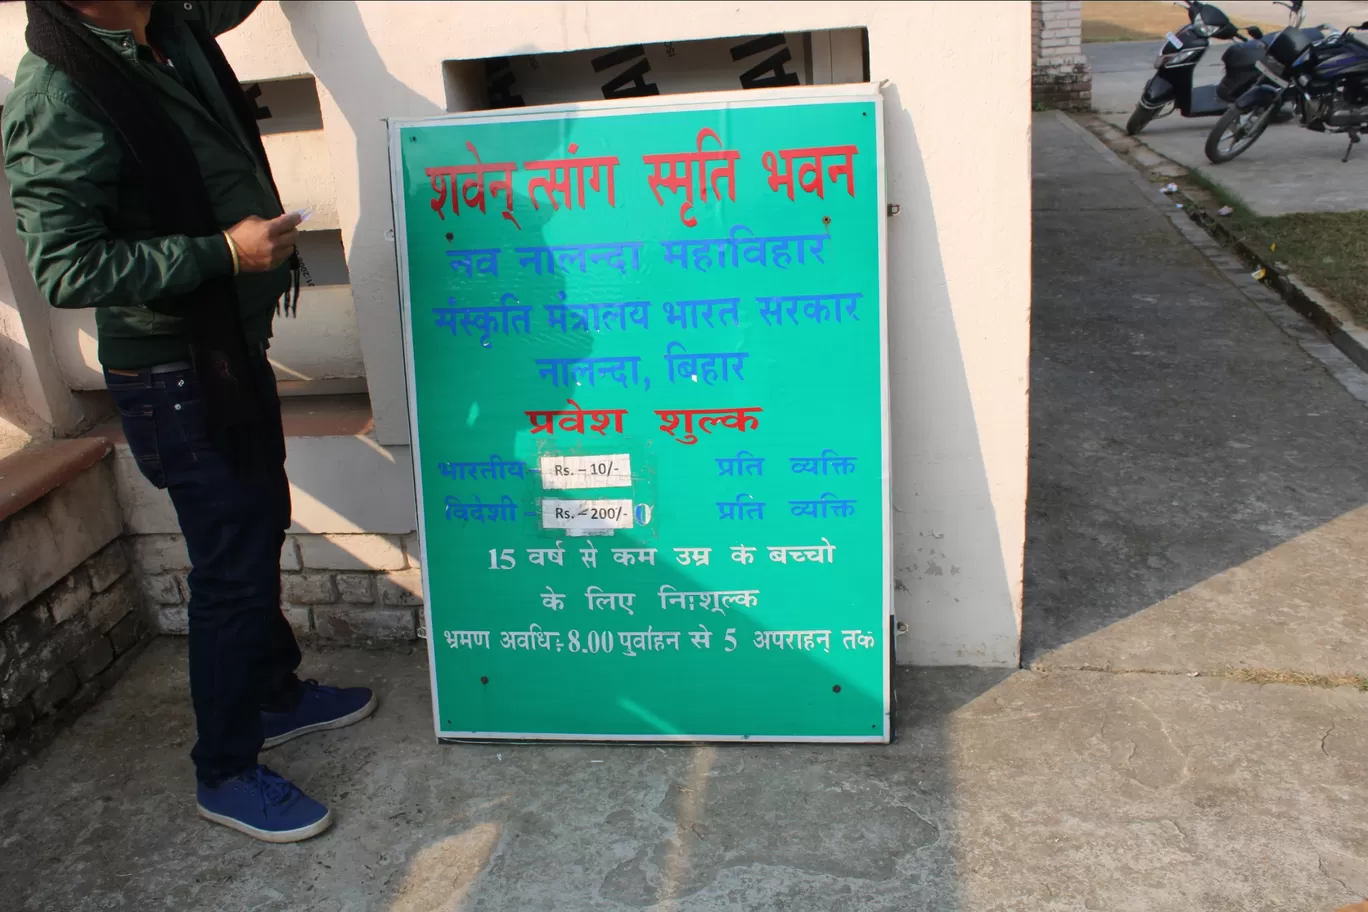 शवेन् त्सांग स्मृति भवन
नव नालन्दा महाविहार
संस्कृति मंत्रालय भारत सरकार
नालन्दा, बिहार
प्रवेश शुल्क
भारतीय - Rs. – 10/- प्रति व्यक्ति
विदेशी - Rs. – 200/- प्रति व्यक्ति
15 वर्ष से कम उम्र के बच्चो
के लिए निःशूल्क
भ्रमण अवधि:- 8.00 पुर्वाहन से 5 अपराहन् तक